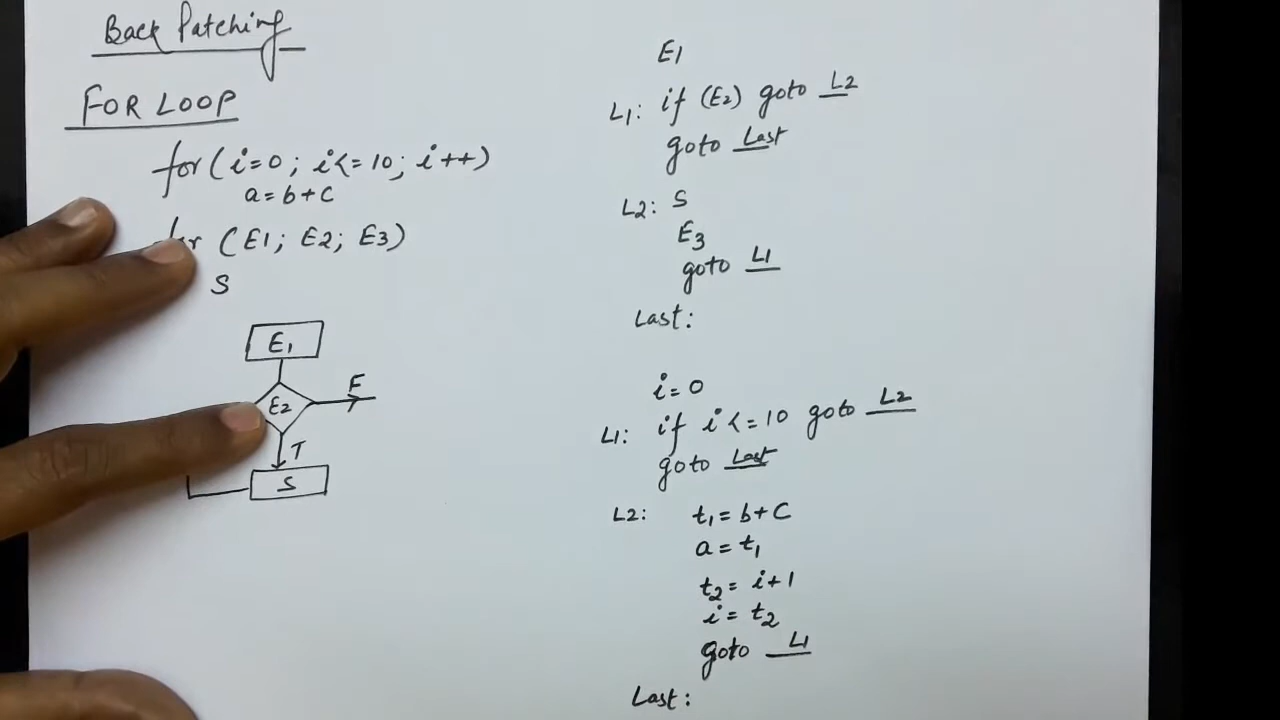 Back Patching
FOR LOOP
for (i=0; i<=10; i++)
a=b+c
(E1; E2; E3)
S
E1
E2
F
T
S
E1
L1: if (E2) goto L2
goto Last
L2: S
E3
goto L1
Last:
i=0
L1: if i<=10 goto L2
goto Last
L2: t1=b+c
a=t1
t2=i+1
i=t2
goto L1
Last: